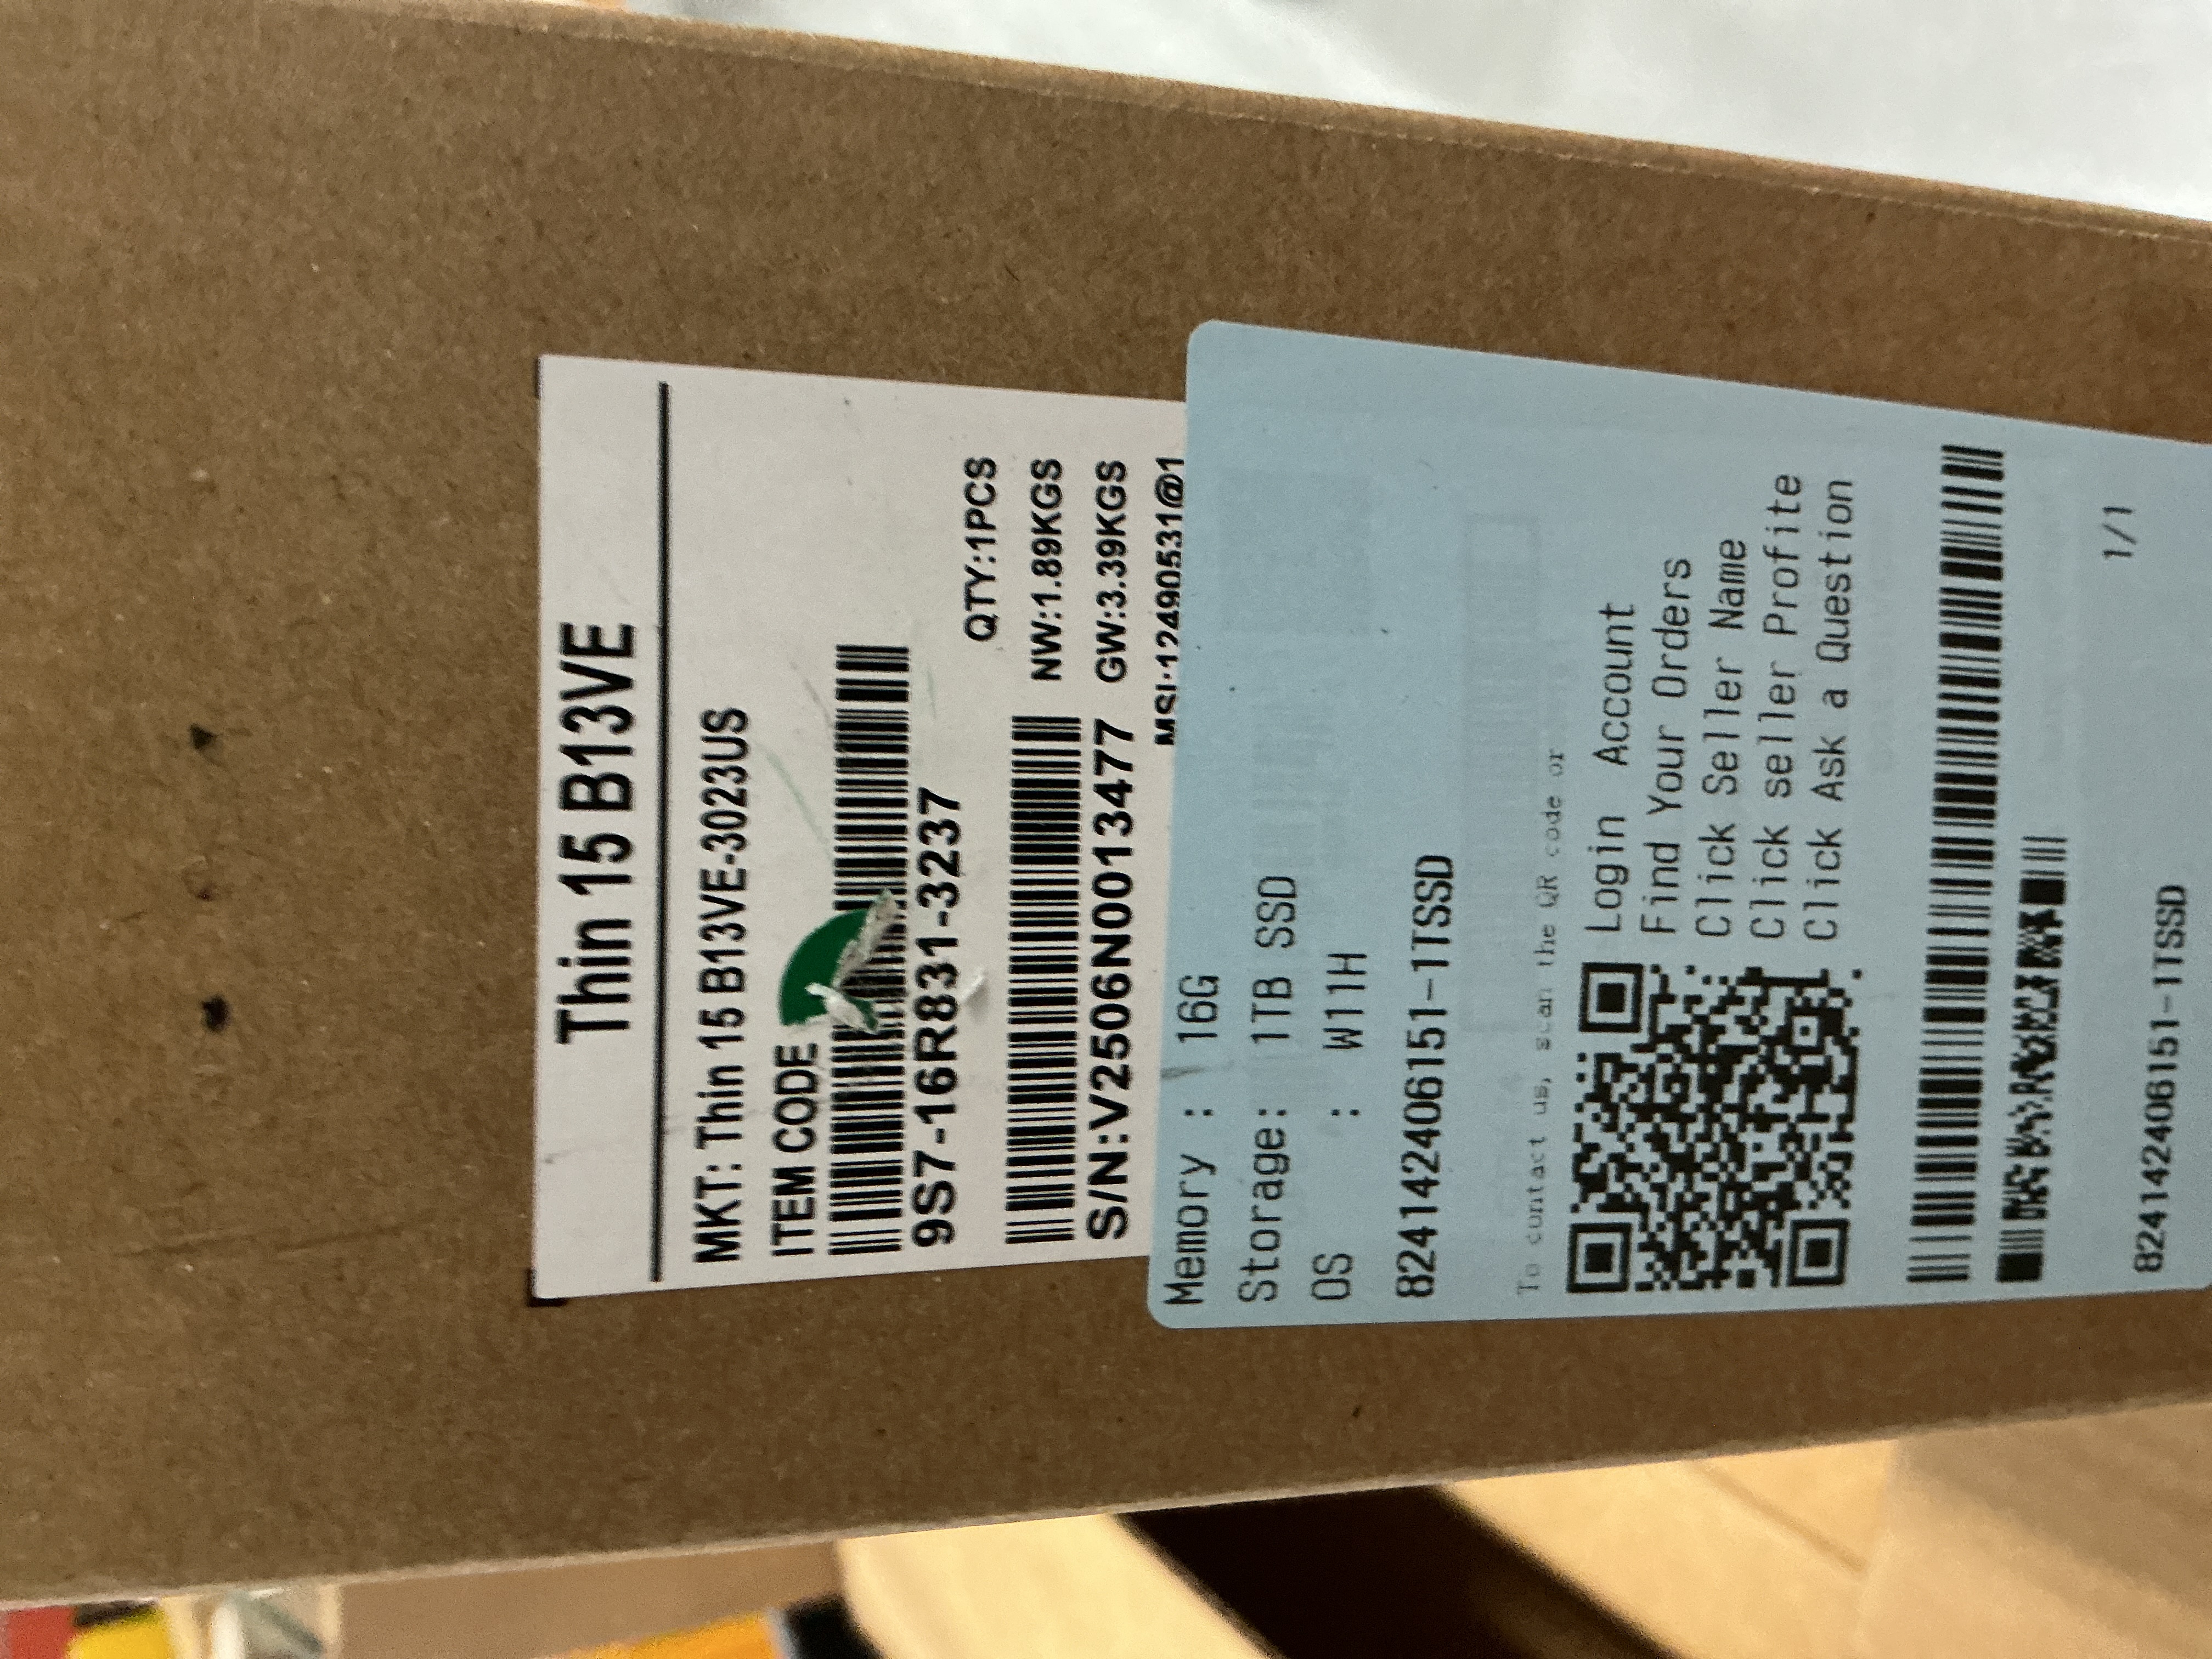 Thin 15 B13VE
MKT: Thin 15 B13VE-3023US
ITEM CODE
9S7-16R831-3237
QTY:1PCS
NW:1.89KGS
S/N:V2506N0013477 GW:3.39KGS
MSI:12490531@1
Memory : 16G
Storage: 1TB SSD
OS : W11H
824142406151-1TSSD
To contact us, scan the QR code or
Login Account
Find Your Orders
Click Seller Name
Click seller Profite
Click Ask a Question
1/1
824142406151-1TSSD